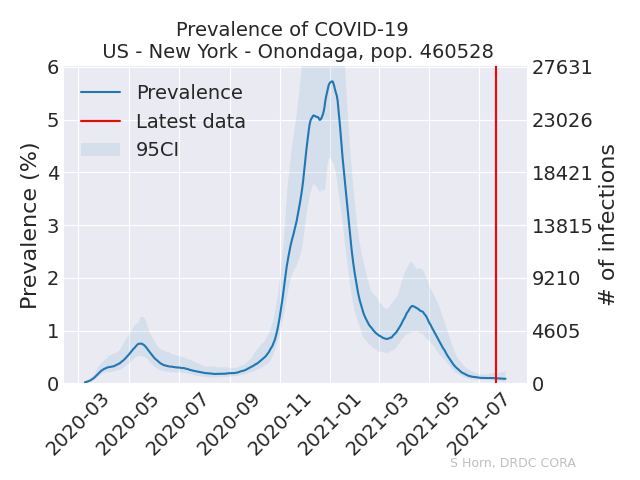 Prevalence of COVID-19
US - New York - Onondaga, pop. 460528
Prevalence
Latest data
95CI
Prevalence (%)
6
5
4
3
2
1
0
27631
23026
18421
13815
9210
4605
0
# of infections
2020-03
2020-05
2020-07
2020-09
2020-11
2021-01
2021-03
2021-05
2021-07
S Horn, DRDC CORA